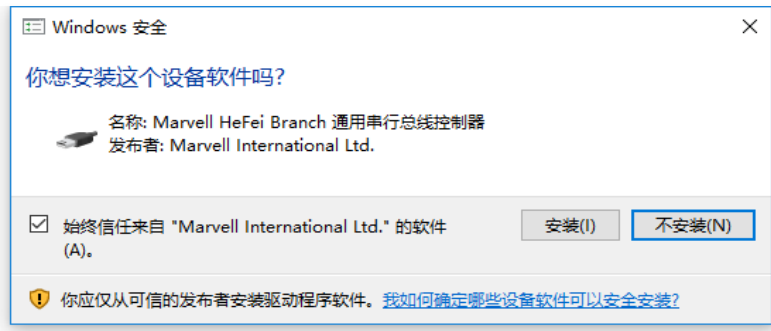 Windows 安全
你想安装这个设备软件吗?
名称: Marvell HeFei Branch 通用串行总线控制器
发布者: Marvell International Ltd.
始终信任来自 "Marvell International Ltd." 的软件
(A)。
安装(I)
不安装(N)
你应仅从可信的发布者安装驱动程序软件。我如何确定哪些设备软件可以安全安装?